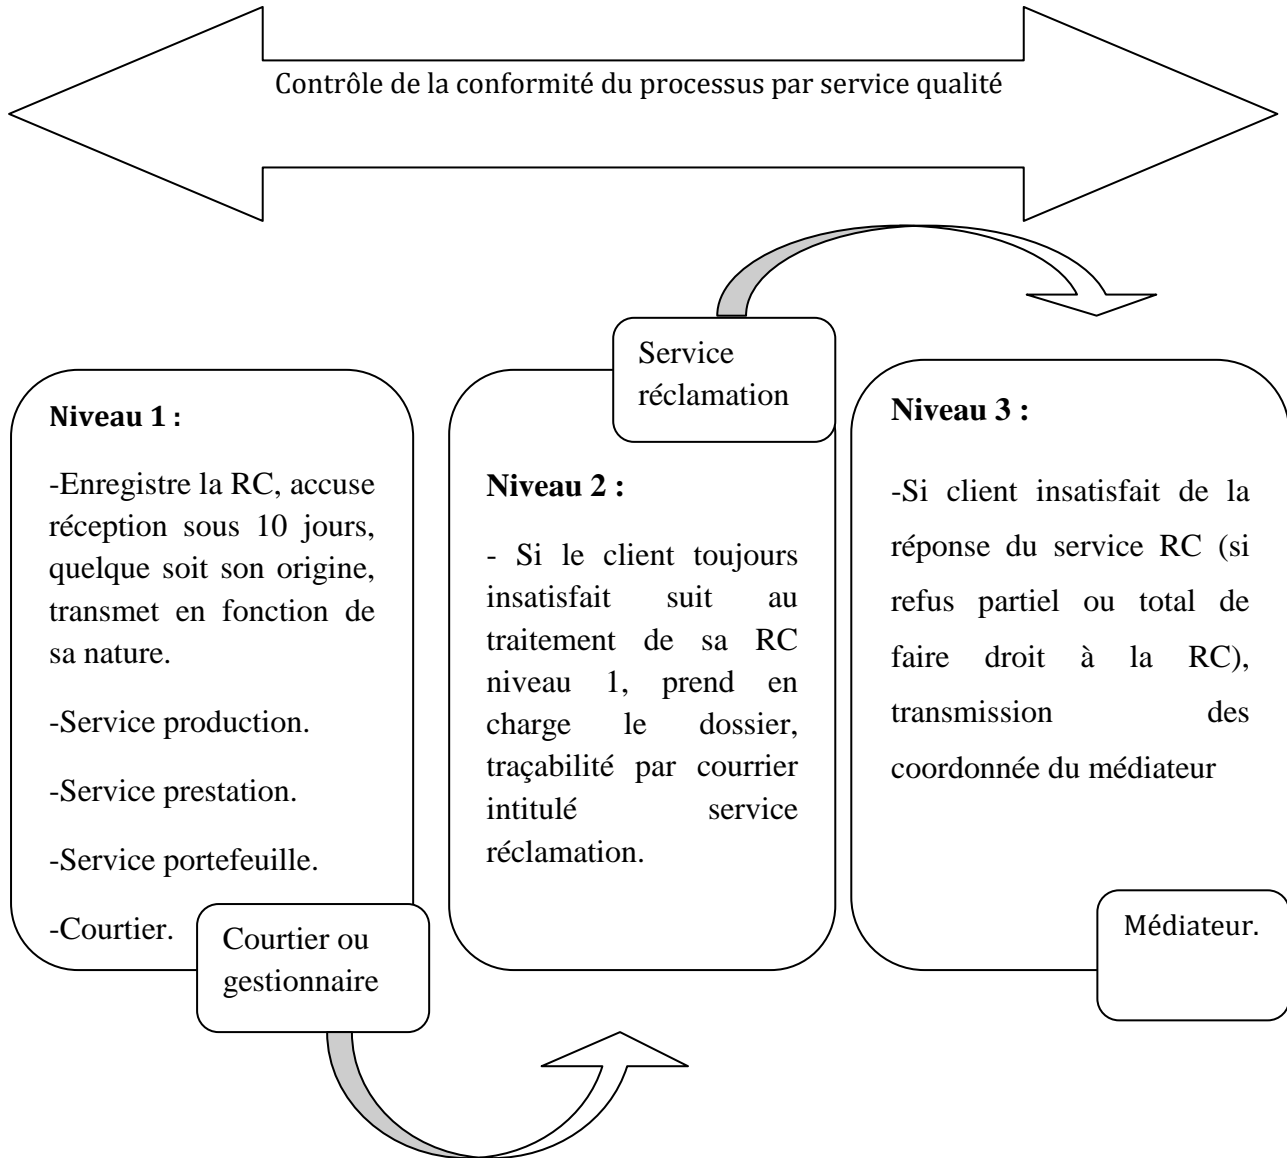 Contrôle de la conformité du processus par service qualité
Niveau 1 :
-Enregistre la RC, accuse
réception sous 10 jours,
quelque soit son origine,
transmet en fonction de
sa nature.
-Service production.
-Service prestation.
-Service portefeuille.
-Courtier.
Courtier ou
gestionnaire
Service
réclamation
Niveau 2 :
- Si le client toujours
insatisfait suit au
traitement de sa RC
niveau 1, prend en
charge le dossier,
traçabilité par courrier
intitulé service
réclamation.
Niveau 3 :
-Si client insatisfait de la
réponse du service RC (si
refus partiel ou total de
faire droit à la RC),
transmission des
coordonnée du médiateur
Médiateur.